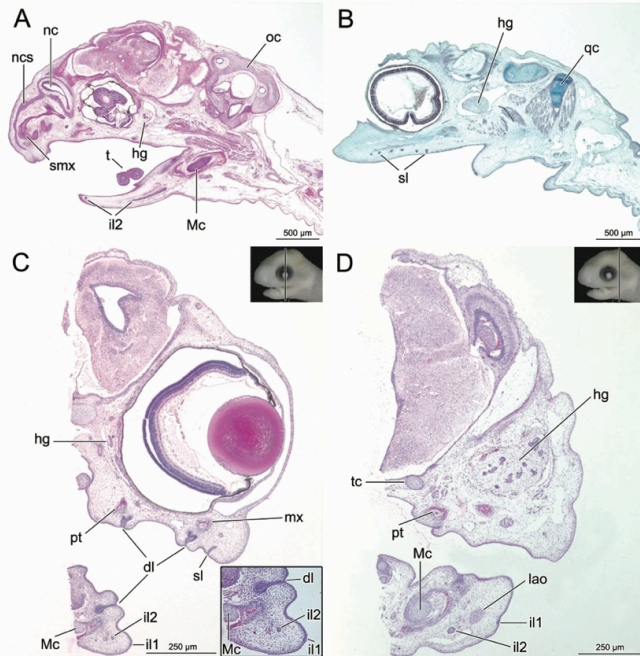 A
nc
ncs
oc
smx
t
hg
il2
Mc
500 µm
B
hg
qc
sl
500 µm
C
hg
pt
dl
mx
sl
il2
Mc
il1
250 µm
dl
il2
Mc
il1
D
hg
tc
pt
Mc
lao
il1
il2
250 µm